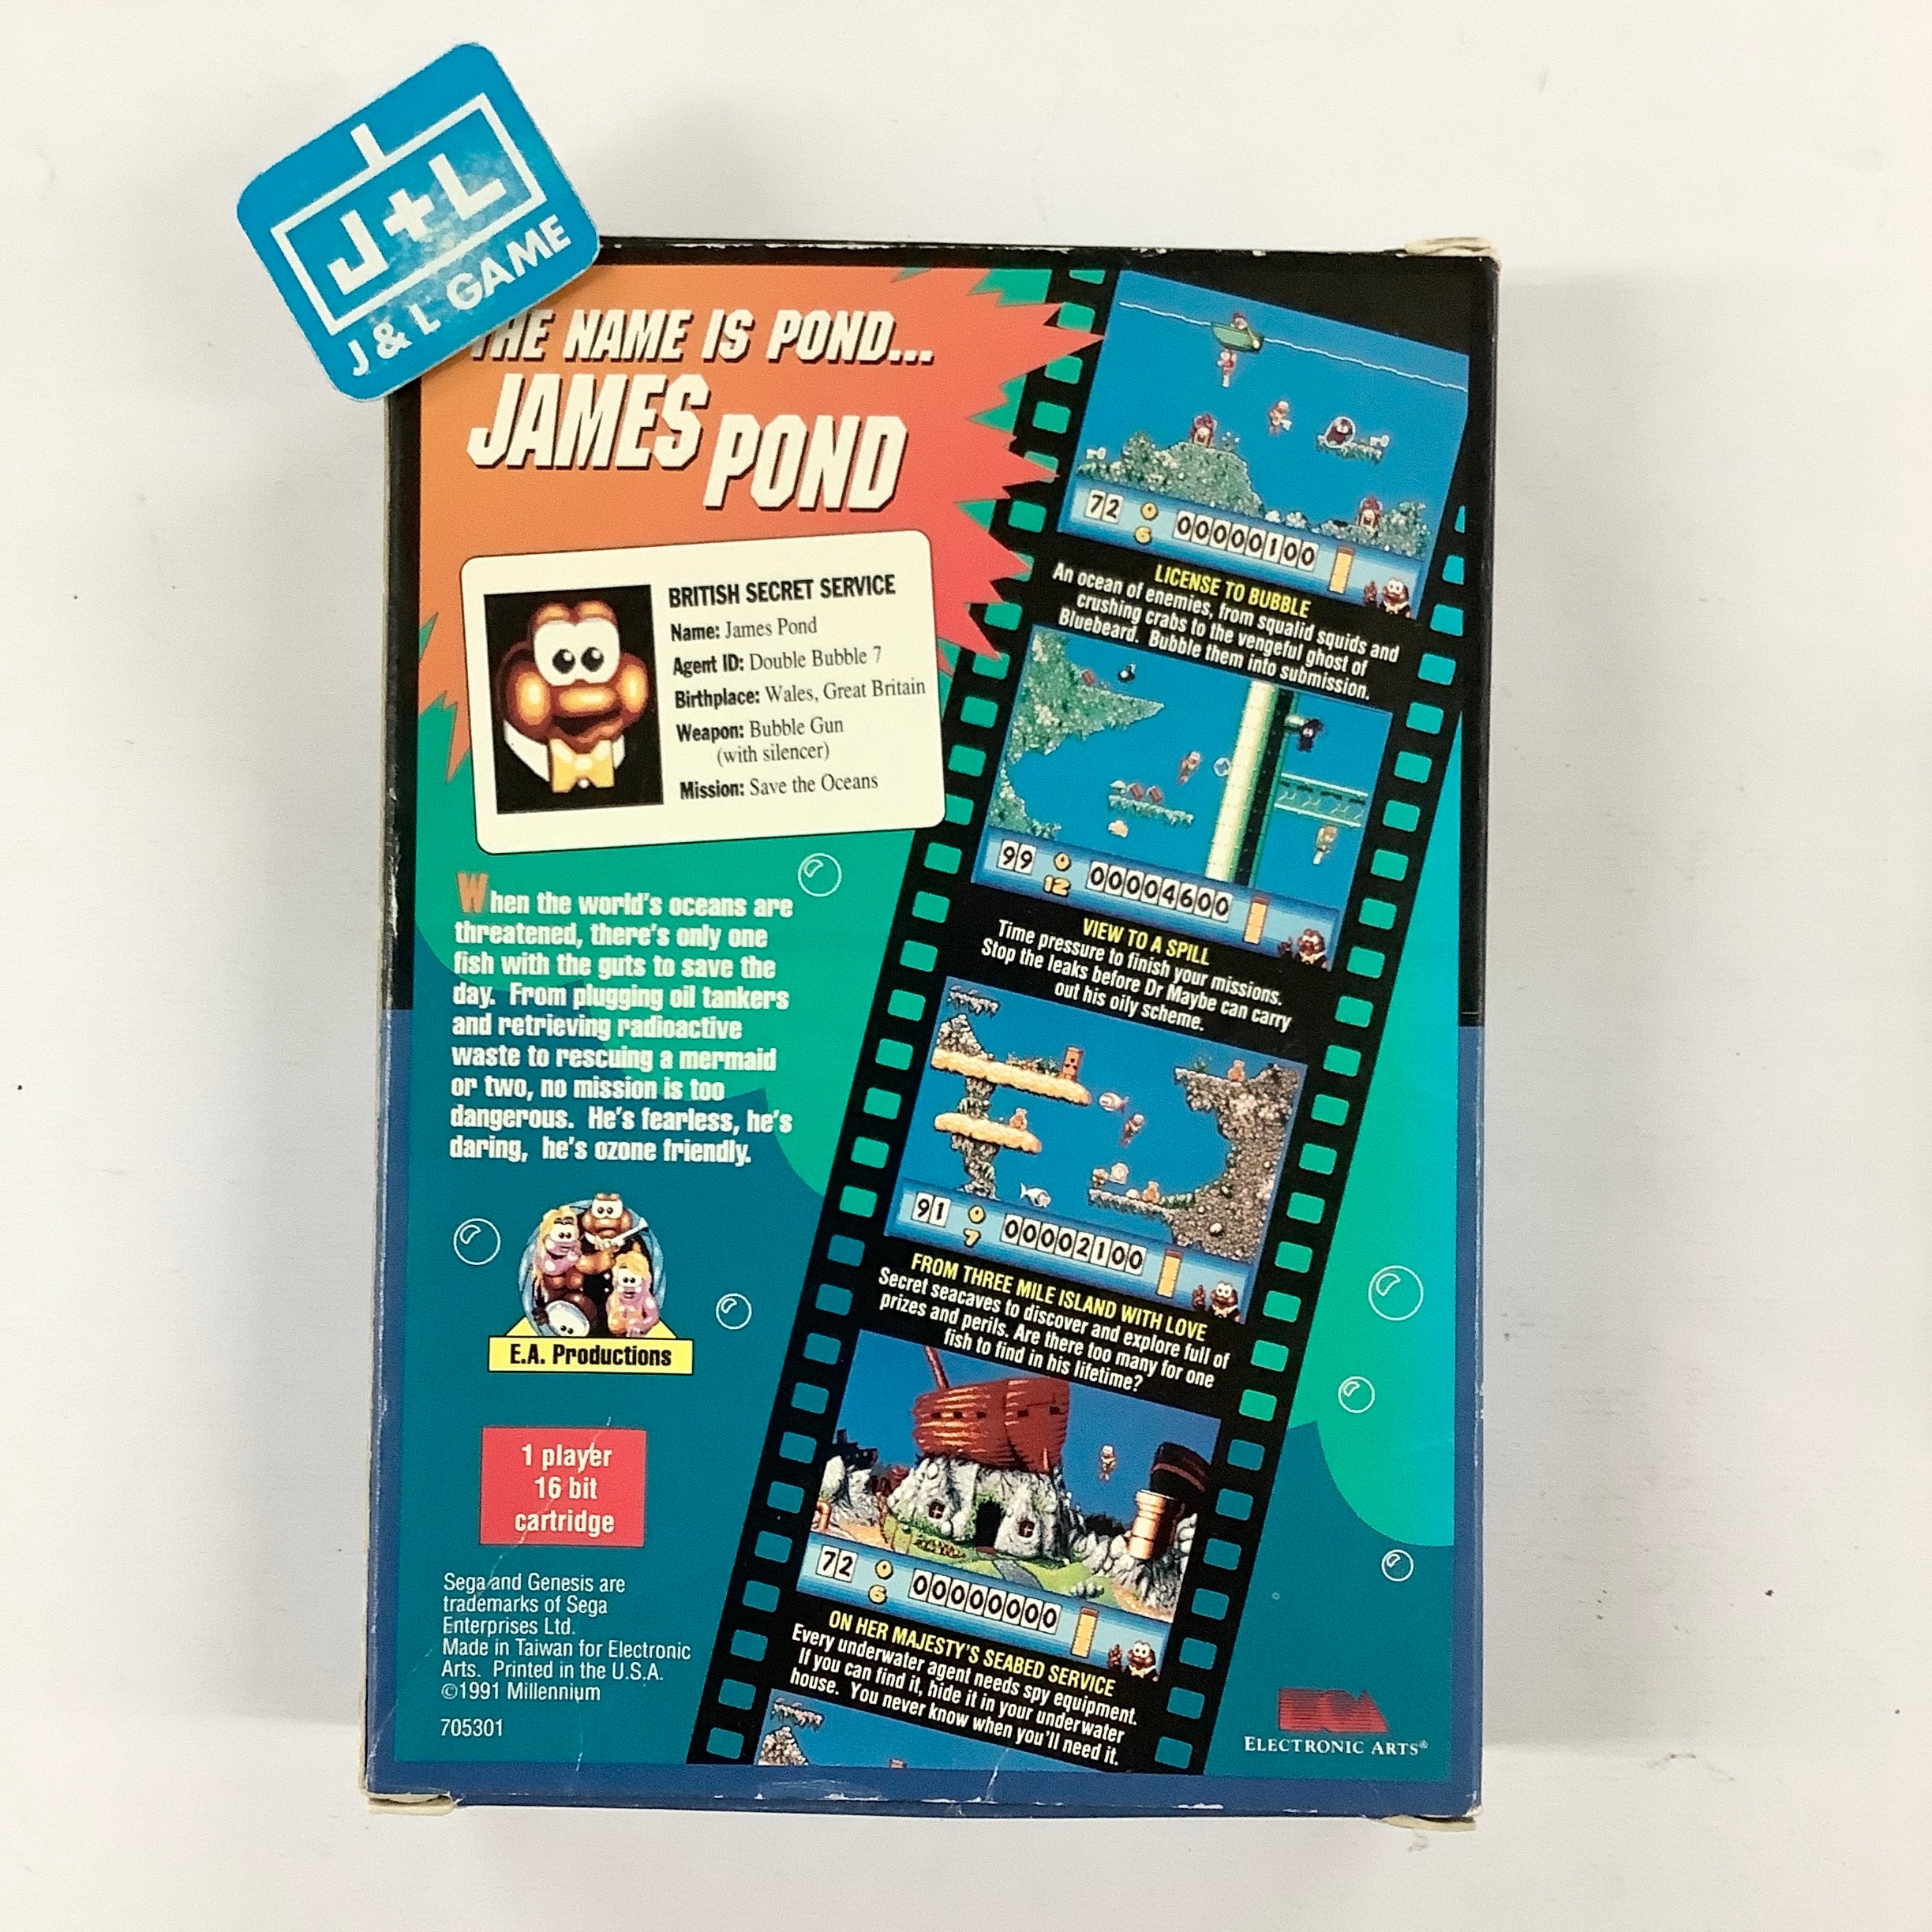 J+L
J & L GAME
THE NAME IS POND...
JAMES POND
BRITISH SECRET SERVICE
Name: James Pond
Agent ID: Double Bubble 7
Birthplace: Wales, Great Britain
Weapon: Bubble Gun
(with silencer)
Mission: Save the Oceans
When the world's oceans are
threatened, there's only one
fish with the guts to save the
day. From plugging oil tankers
and retrieving radioactive
waste to rescuing a mermaid
or two, no mission is too
dangerous. He's fearless, he's
daring, he's ozone friendly.
E.A. Productions
1 player
16 bit
cartridge
Sega and Genesis are
trademarks of Sega
Enterprises Ltd.
Made in Taiwan for Electronic
Arts. Printed in the U.S.A.
©1991 Millennium
705301
72 6 00000100
LICENSE TO BUBBLE
An ocean of enemies, from squalid squids and
crushing crabs to the vengeful ghost of
Bluebeard. Bubble them into submission.
99 12 00004600
VIEW TO A SPILL
Time pressure to finish your missions.
Stop the leaks before Dr Maybe can carry
out his oily scheme.
91 7 00002100
FROM THREE MILE ISLAND WITH LOVE
Secret seacaves to discover and explore full of
prizes and perils. Are there too many for one
fish to find in his lifetime?
72 6 00000000
ON HER MAJESTY'S SEABED SERVICE
Every underwater agent needs spy equipment.
If you can find it, hide it in your underwater
house. You never know when you'll need it.
ELECTRONIC ARTS®